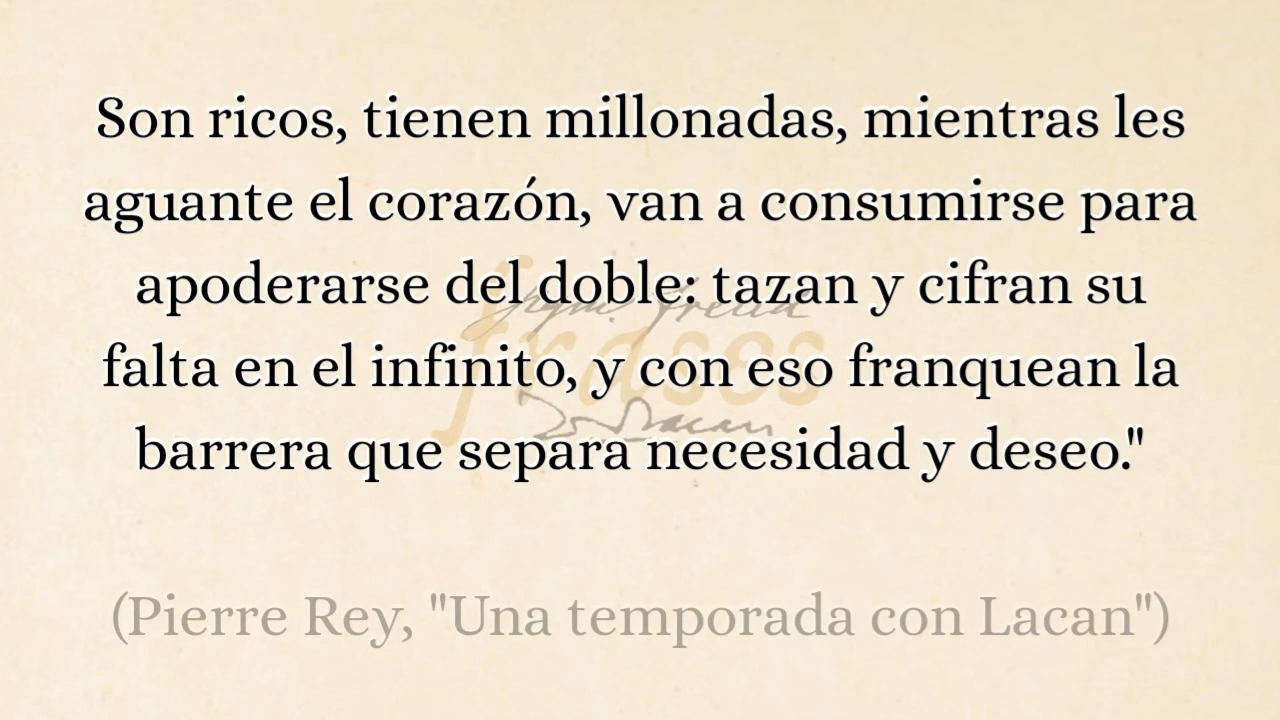 Son ricos, tienen millonadas, mientras les
aguante el corazón, van a consumirse para
apoderarse del doble: tazan y cifran su
falta en el infinito, y con eso franquean la
barrera que separa necesidad y deseo."
frases
(Pierre Rey, "Una temporada con Lacan")